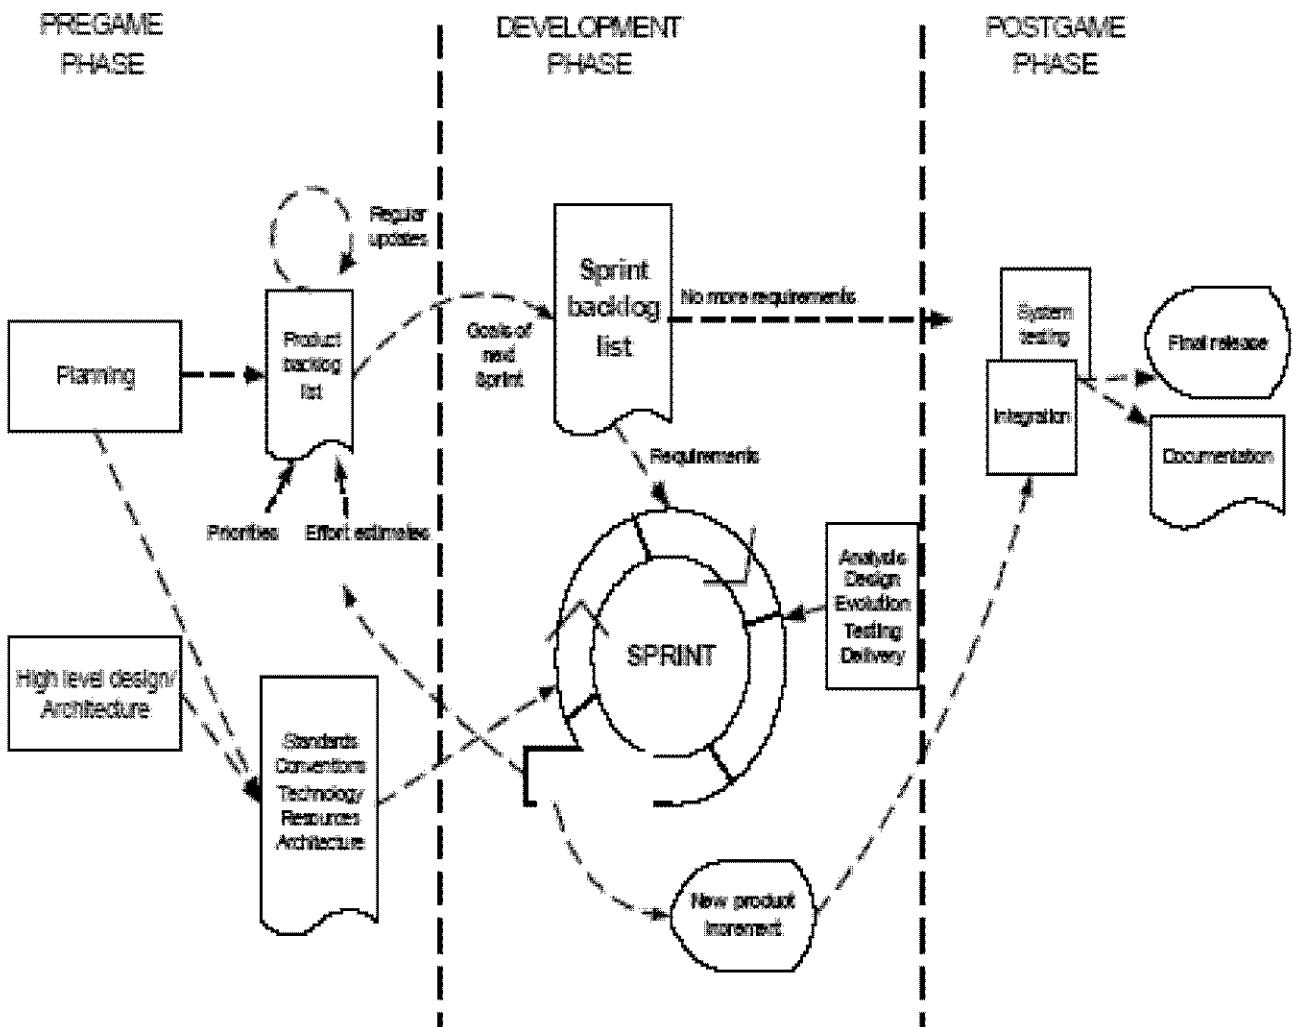 PREGAME
PHASE
DEVELOPMENT
PHASE
POSTGAME
PHASE
Regular
updates
Planning
Product
backlog
list
Goals of
next
Sprint
Sprint
backlog
list
No more requirements
System
testing
Integration
Final release
Documentation
Priorities
Effort estimates
Requirements
Analysis
Design
Evolution
Testing
Delivery
SPRINT
High level design/
Architecture
Standards
Conventions
Technology
Resources
Architecture
New product
increment